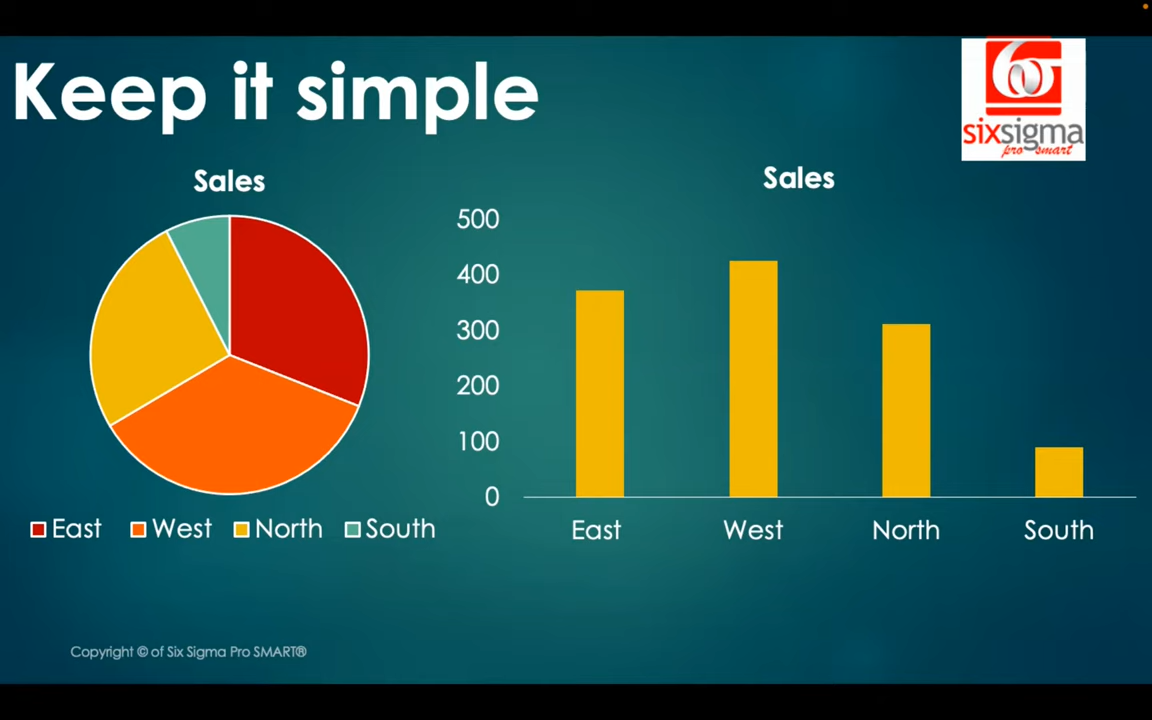 Keep it simple
sixsigma
pro smart
Sales
East West North South
Sales
500
400
300
200
100
0
East West North South
Copyright © of Six Sigma Pro SMART®